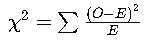 χ² = ∑ (O−E)²/E